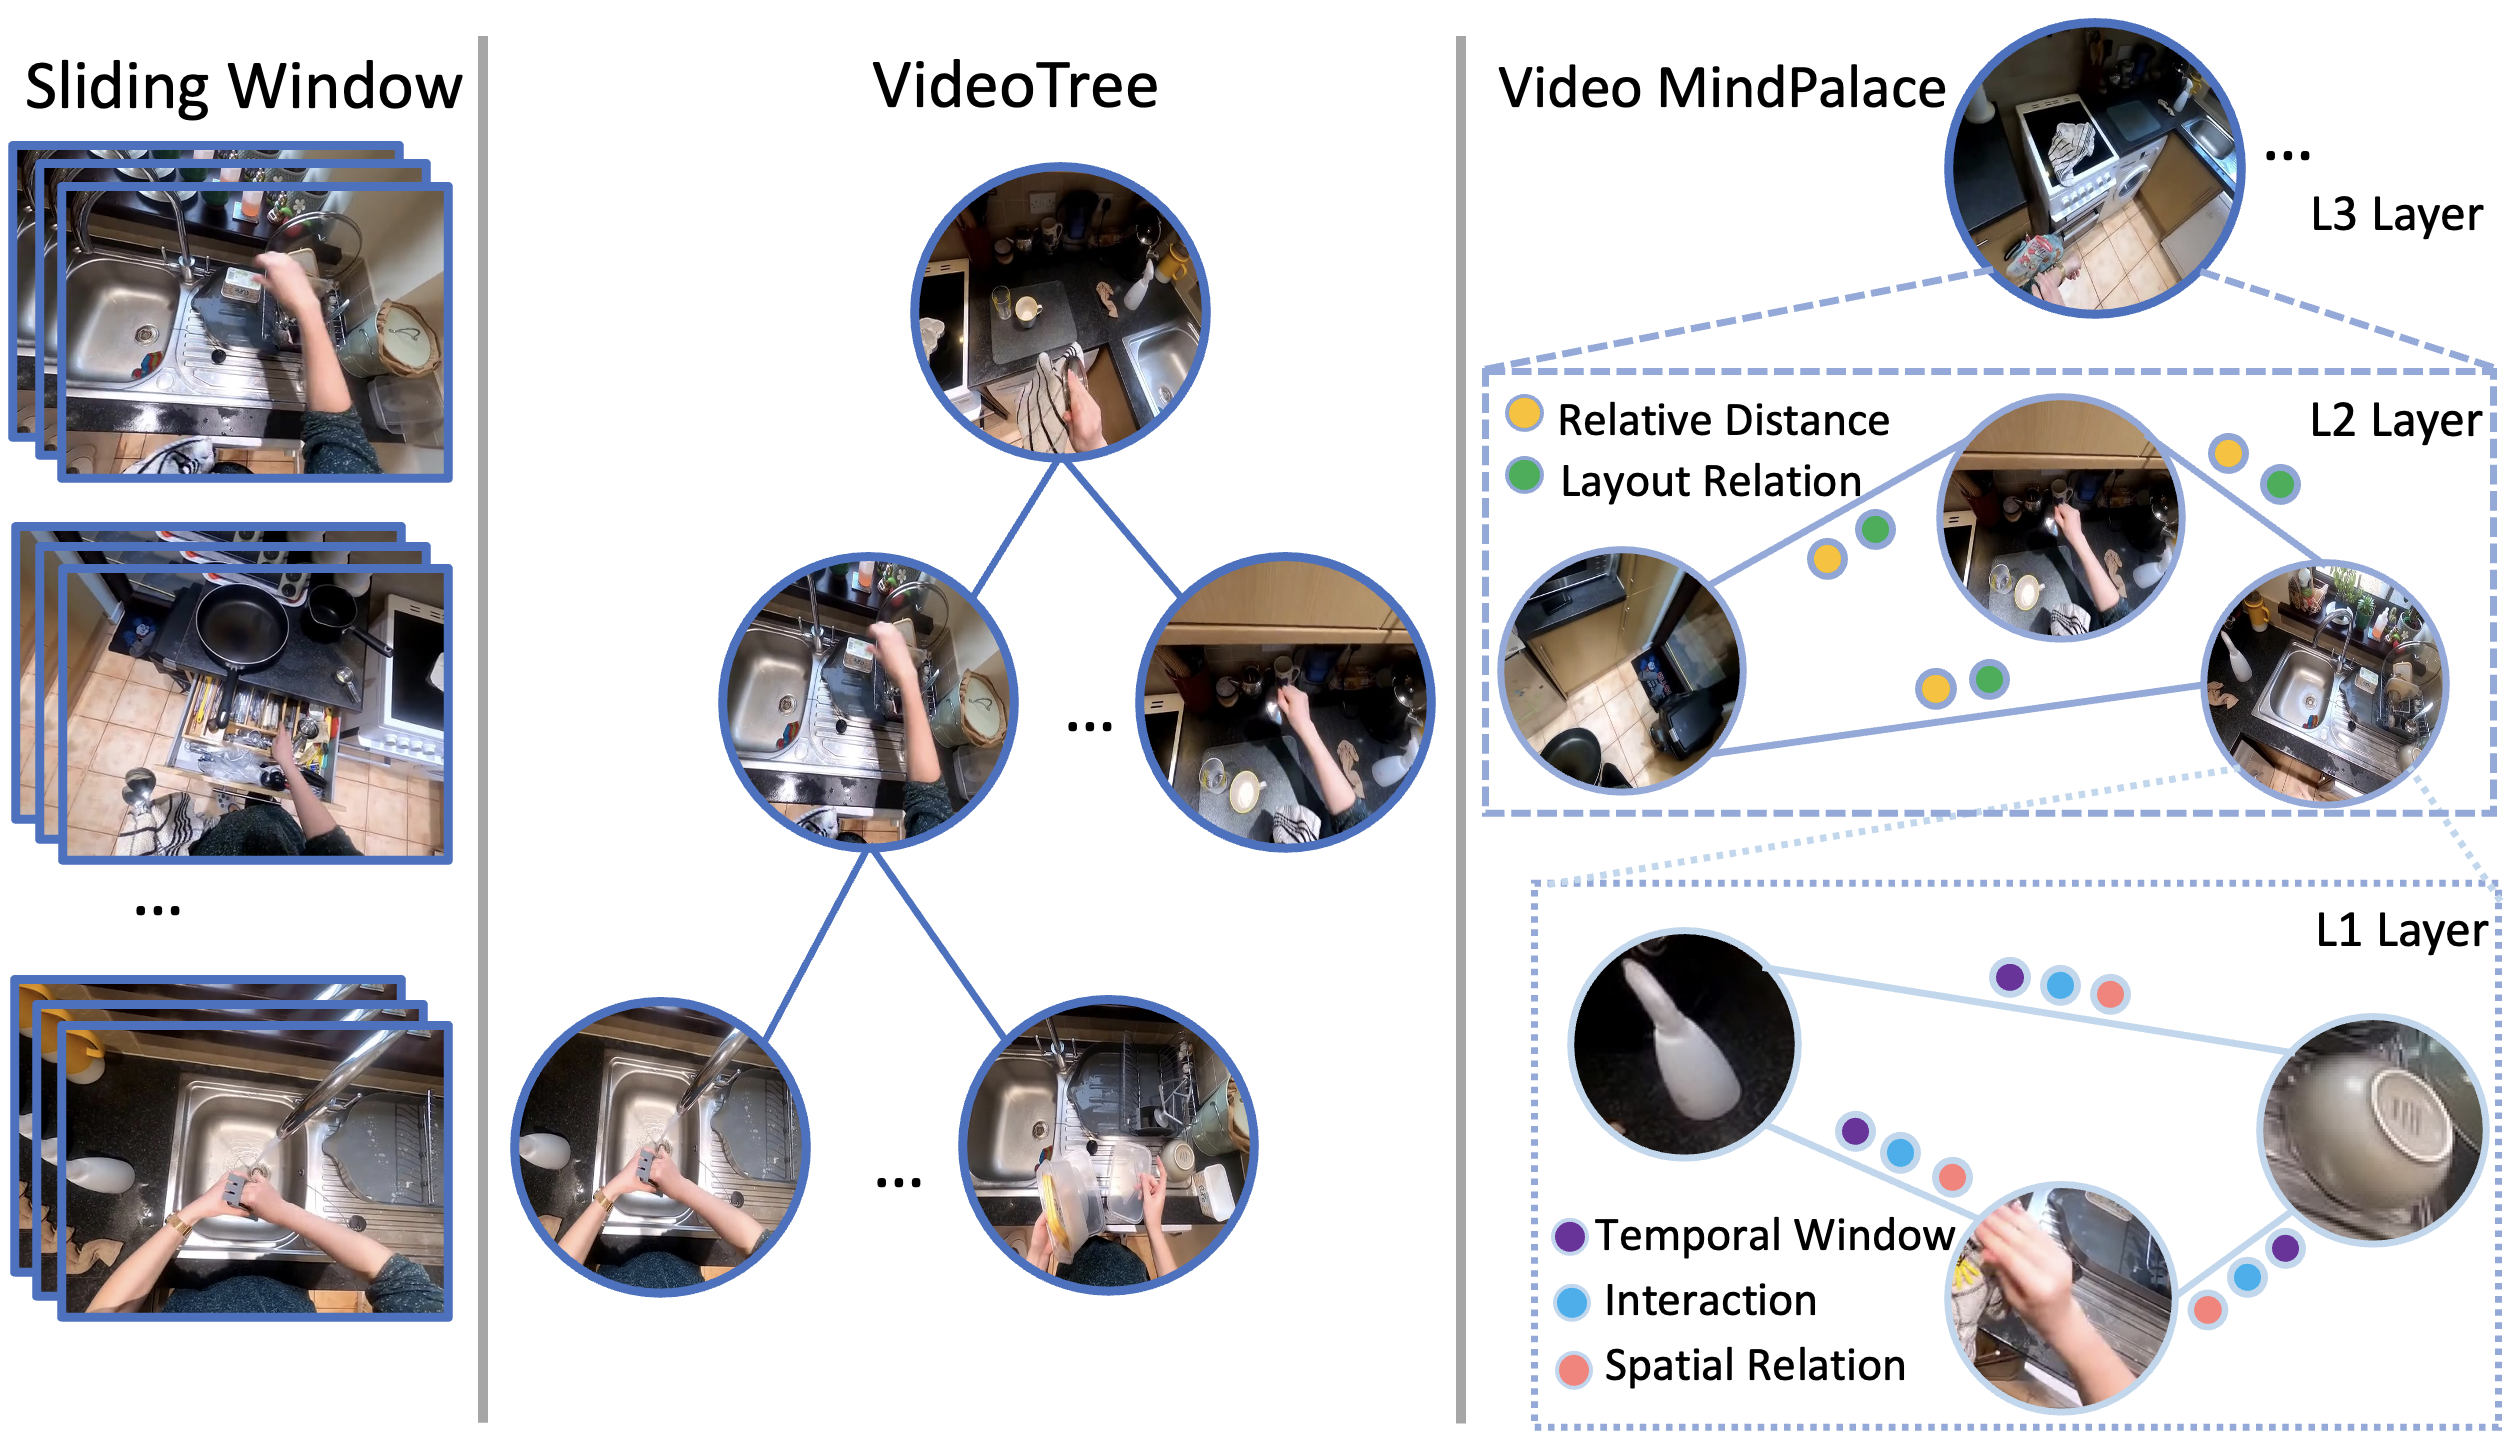 Sliding Window
...
VideoTree
...
...
Video MindPalace
...
L3 Layer
Relative Distance
Layout Relation
L2 Layer
L1 Layer
Temporal Window
Interaction
Spatial Relation